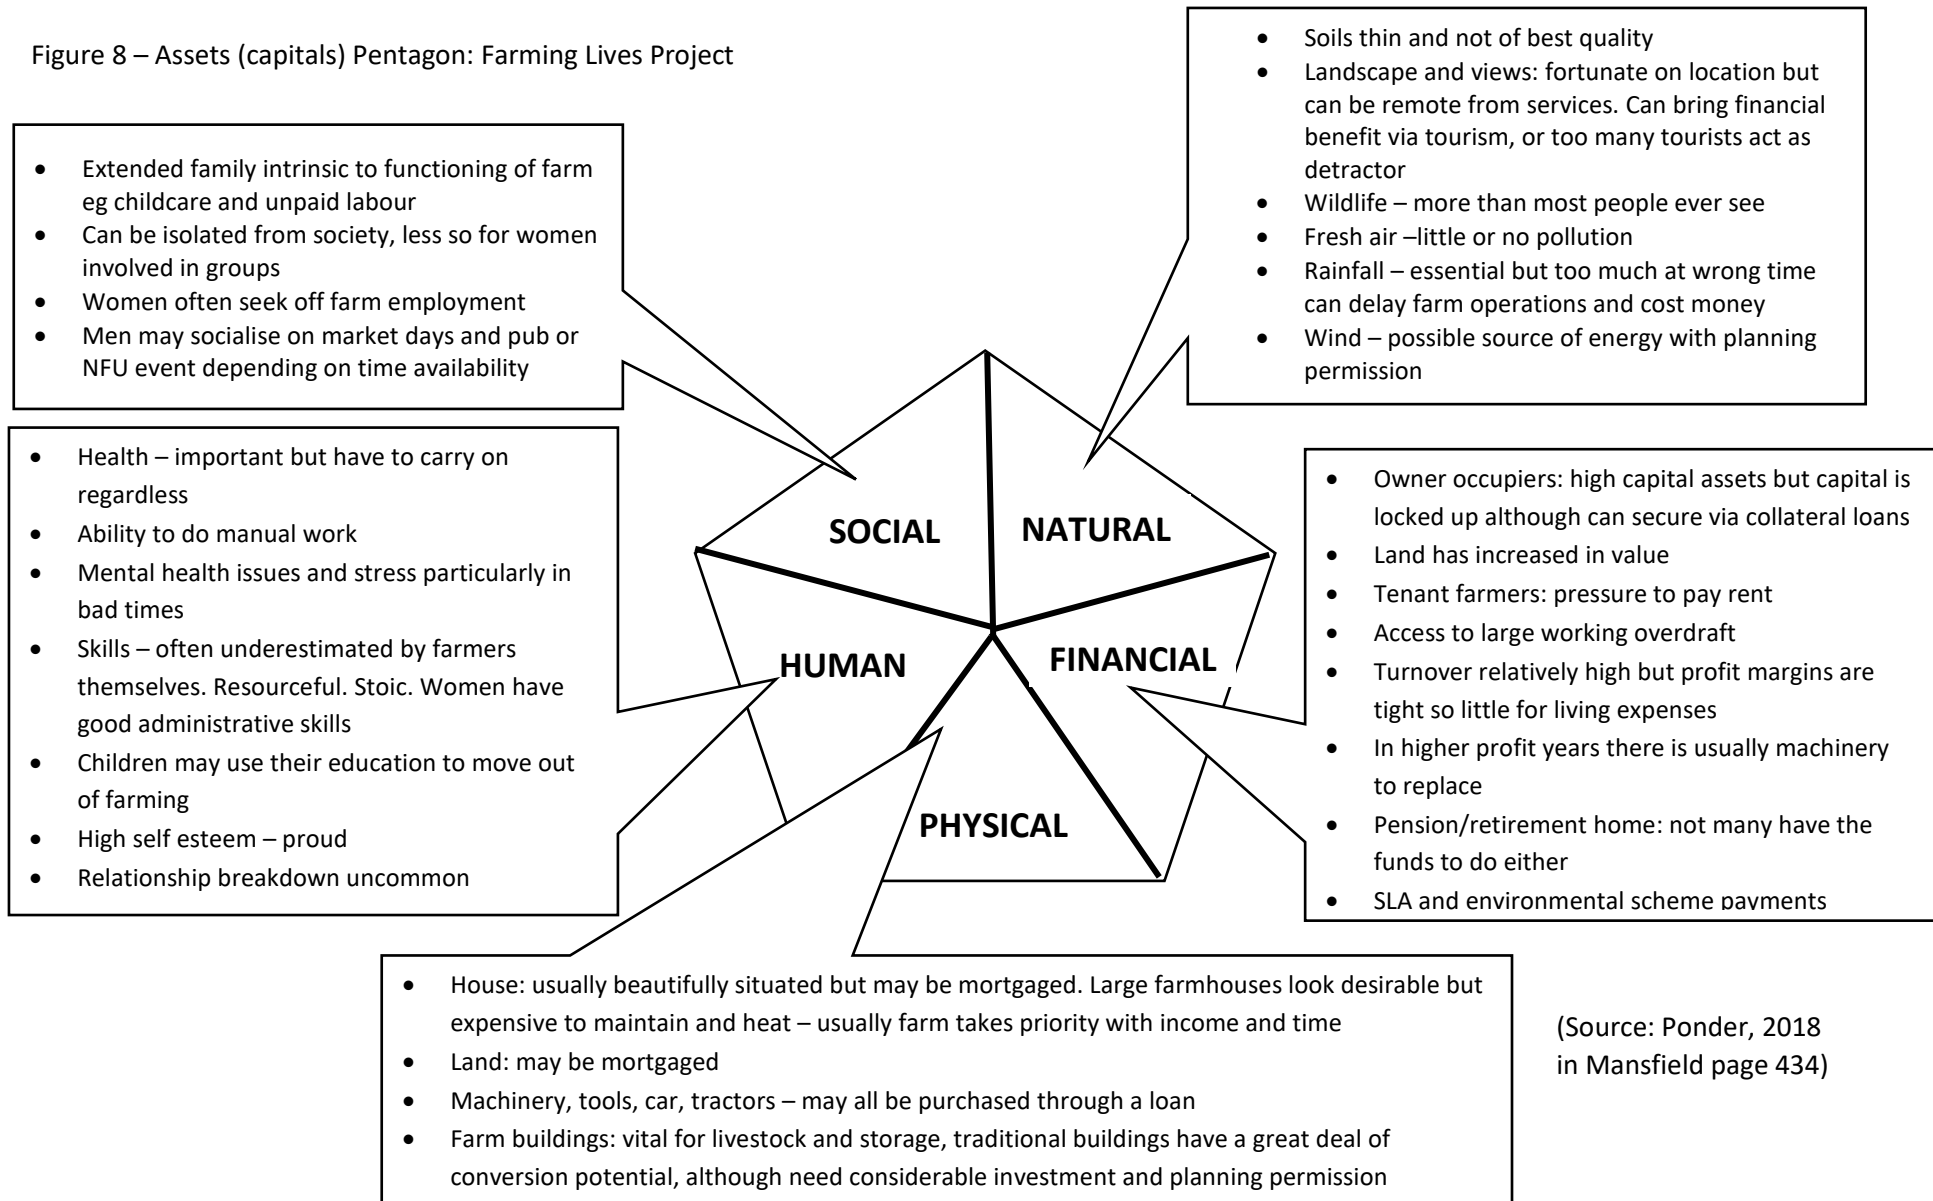 Figure 8 – Assets (capitals) Pentagon: Farming Lives Project
• Extended family intrinsic to functioning of farm
eg childcare and unpaid labour
• Can be isolated from society, less so for women
involved in groups
• Women often seek off farm employment
• Men may socialise on market days and pub or
NFU event depending on time availability
• Soils thin and not of best quality
• Landscape and views: fortunate on location but
can be remote from services. Can bring financial
benefit via tourism, or too many tourists act as
detractor
• Wildlife – more than most people ever see
• Fresh air –little or no pollution
• Rainfall – essential but too much at wrong time
can delay farm operations and cost money
• Wind – possible source of energy with planning
permission
• Health – important but have to carry on
regardless
• Ability to do manual work
• Mental health issues and stress particularly in
bad times
• Skills – often underestimated by farmers
themselves. Resourceful. Stoic. Women have
good administrative skills
• Children may use their education to move out
of farming
• High self esteem – proud
• Relationship breakdown uncommon
SOCIAL
NATURAL
HUMAN
FINANCIAL
PHYSICAL
• Owner occupiers: high capital assets but capital is
locked up although can secure via collateral loans
• Land has increased in value
• Tenant farmers: pressure to pay rent
• Access to large working overdraft
• Turnover relatively high but profit margins are
tight so little for living expenses
• In higher profit years there is usually machinery
to replace
• Pension/retirement home: not many have the
funds to do either
• SLA and environmental scheme payments
• House: usually beautifully situated but may be mortgaged. Large farmhouses look desirable but
expensive to maintain and heat – usually farm takes priority with income and time
• Land: may be mortgaged
• Machinery, tools, car, tractors – may all be purchased through a loan
• Farm buildings: vital for livestock and storage, traditional buildings have a great deal of
conversion potential, although need considerable investment and planning permission
(Source: Ponder, 2018
in Mansfield page 434)